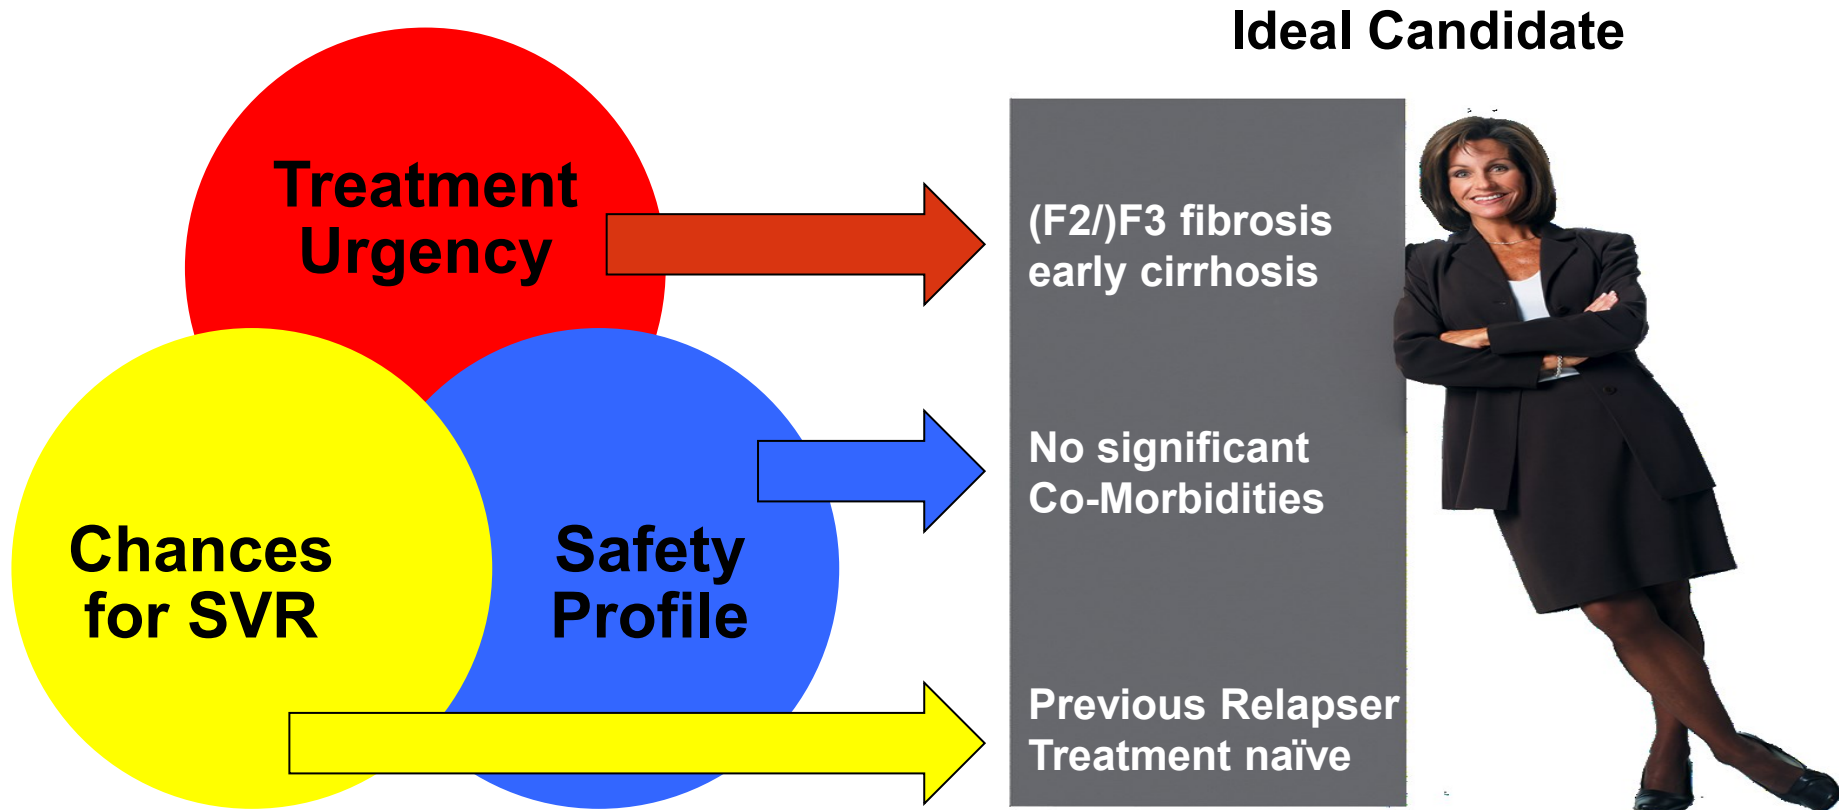 Ideal Candidate
Treatment
Urgency
(F2/)F3 fibrosis
early cirrhosis
Chances
for SVR
Safety
Profile
No significant
Co-Morbidities
Previous Relapser
Treatment naïve